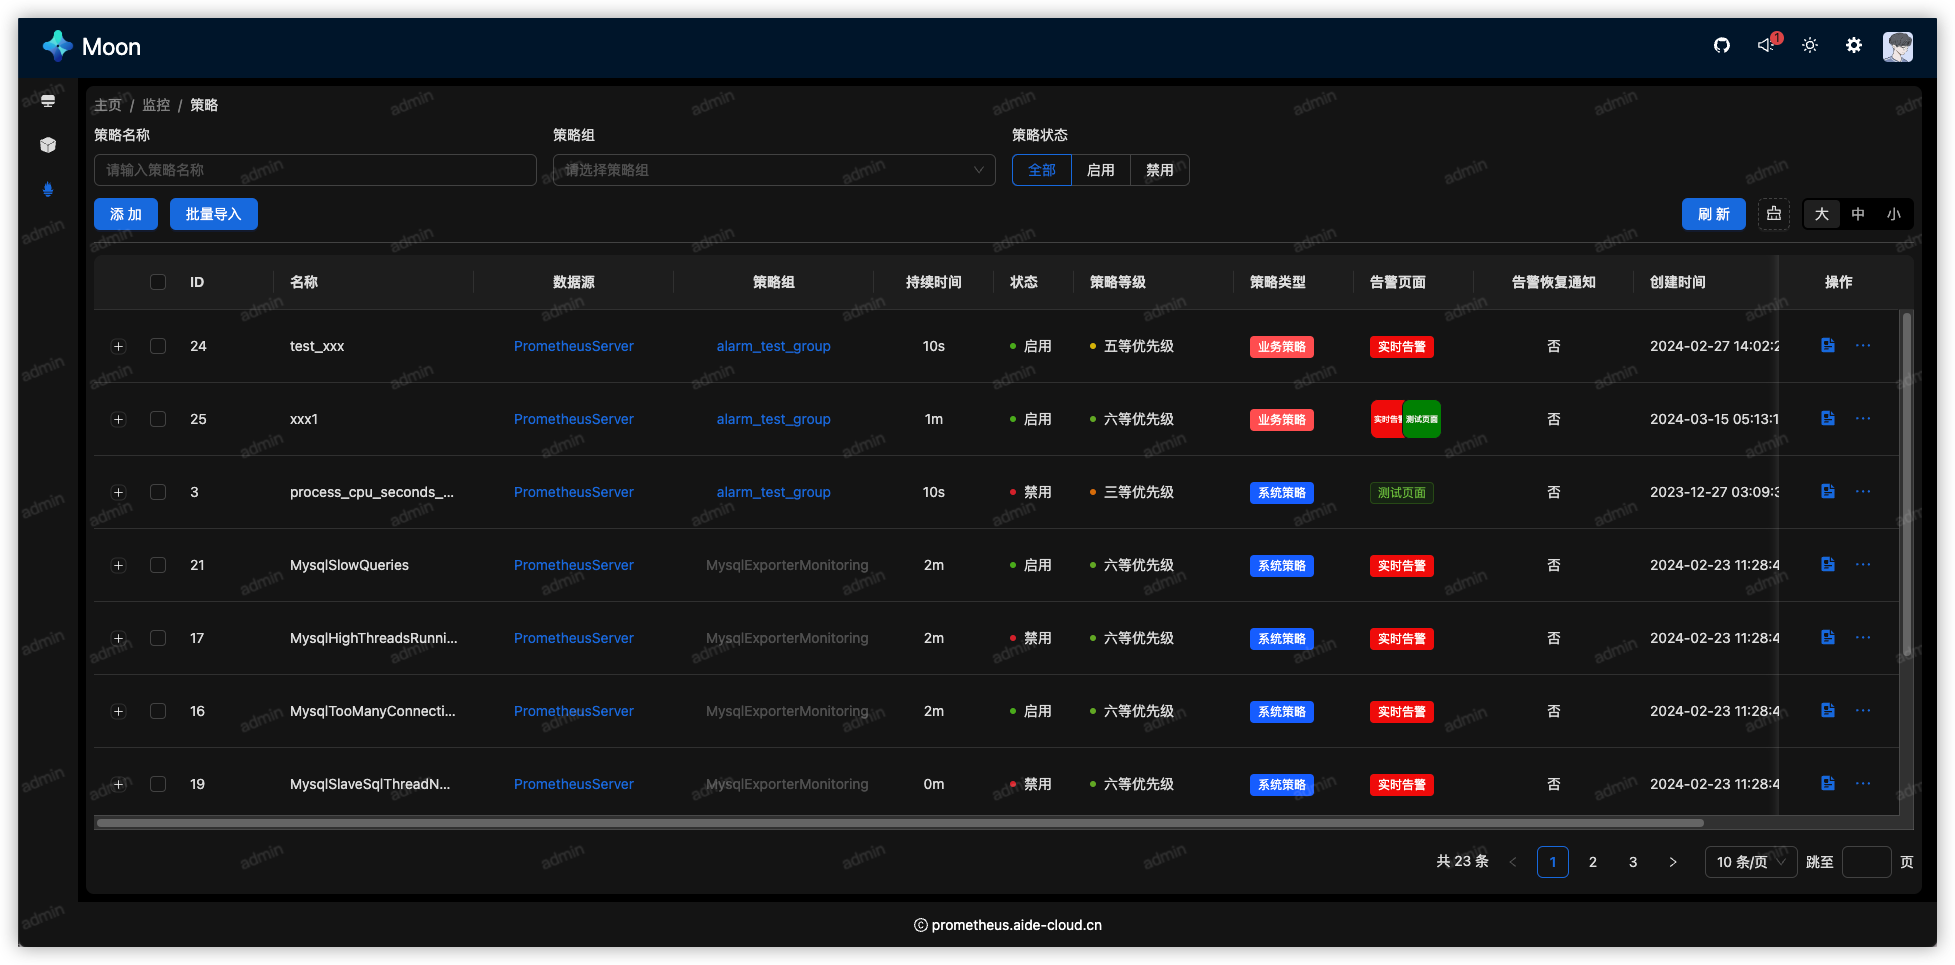 Moon
1
主页 / 监控 / 策略
策略名称 策略组 策略状态
请输入策略名称 请选择策略组 全部 启用 禁用
添 加 批量导入 刷 新 大 中 小
ID 名称 数据源 策略组 持续时间 状态 策略等级 策略类型 告警页面 告警恢复通知 创建时间 操作
24 test_xxx PrometheusServer alarm_test_group 10s 启用 五等优先级 业务策略 实时告警 否 2024-02-27 14:02:2
25 xxx1 PrometheusServer alarm_test_group 1m 启用 六等优先级 业务策略 实时告警 测试页面 否 2024-03-15 05:13:1
3 process_cpu_seconds_... PrometheusServer alarm_test_group 10s 禁用 三等优先级 系统策略 测试页面 否 2023-12-27 03:09:3
21 MysqlSlowQueries PrometheusServer MysqlExporterMonitoring 2m 启用 六等优先级 系统策略 实时告警 否 2024-02-23 11:28:4
17 MysqlHighThreadsRunni... PrometheusServer MysqlExporterMonitoring 2m 禁用 六等优先级 系统策略 实时告警 否 2024-02-23 11:28:4
16 MysqlTooManyConnecti... PrometheusServer MysqlExporterMonitoring 2m 启用 六等优先级 系统策略 实时告警 否 2024-02-23 11:28:4
19 MysqlSlaveSqlThreadN... PrometheusServer MysqlExporterMonitoring 0m 禁用 六等优先级 系统策略 实时告警 否 2024-02-23 11:28:4
共 23 条 < 1 2 3 > 10 条/页 跳至 页
© prometheus.aide-cloud.cn
admin